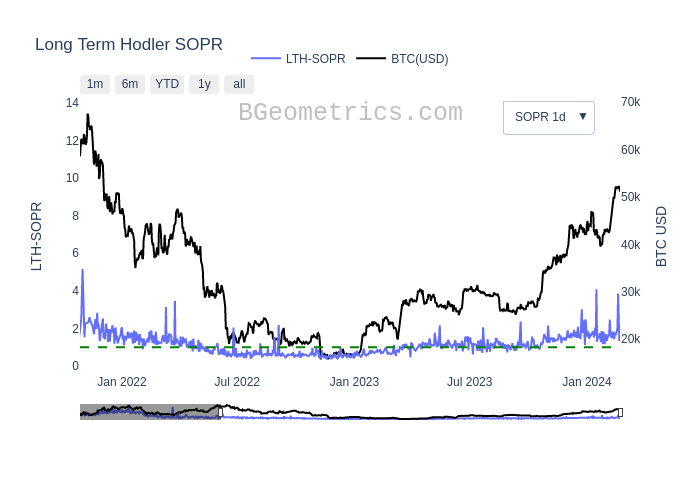 Long Term Hodler SOPR
LTH-SOPR
BTC(USD)
1m
6m
YTD
1y
all
BGeometrics.com
SOPR 1d
14
12
10
8
6
4
2
0
LTH-SOPR
70k
60k
50k
40k
30k
20k
BTC USD
Jan 2022
Jul 2022
Jan 2023
Jul 2023
Jan 2024